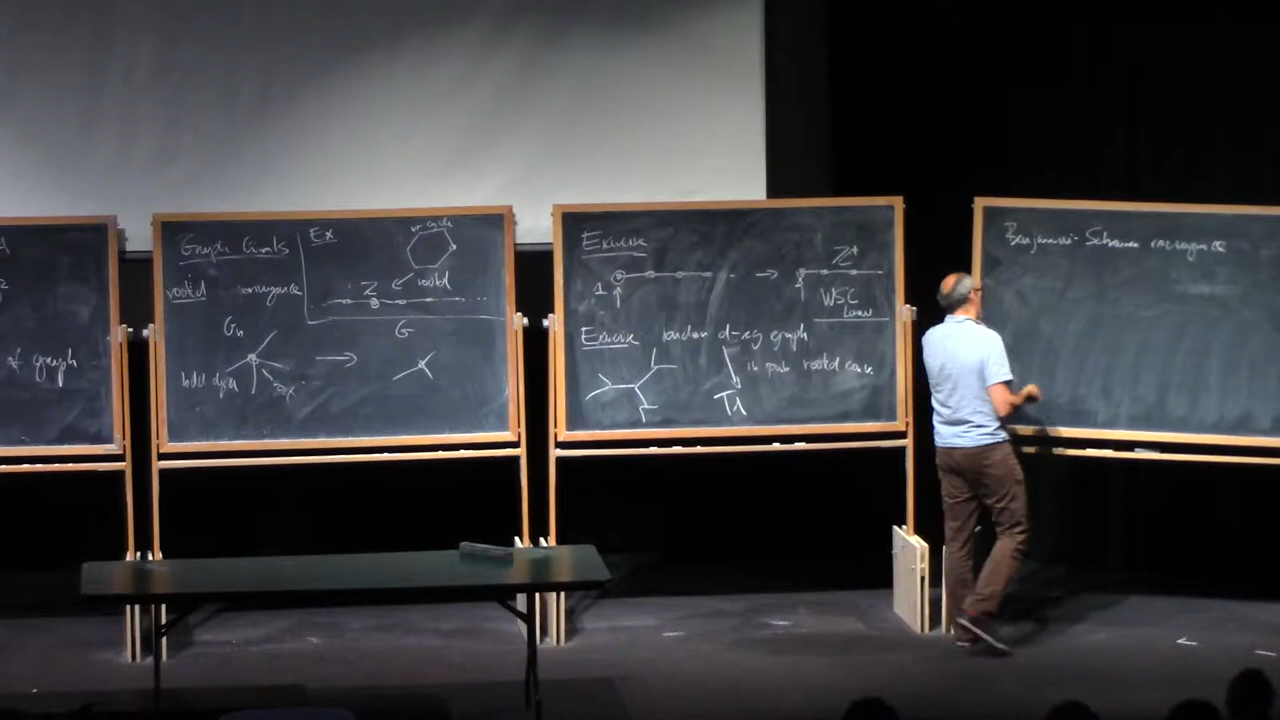 of graph
Graph limits
rooted convergence
Gn
bdd deg
Ex
n-cycle
rooted
Z
G
Exercise
1
Z+
WSC
Law
Exercise random d-reg graph
in prob rooted conv.
Td
Benjamini-Schramm convergence